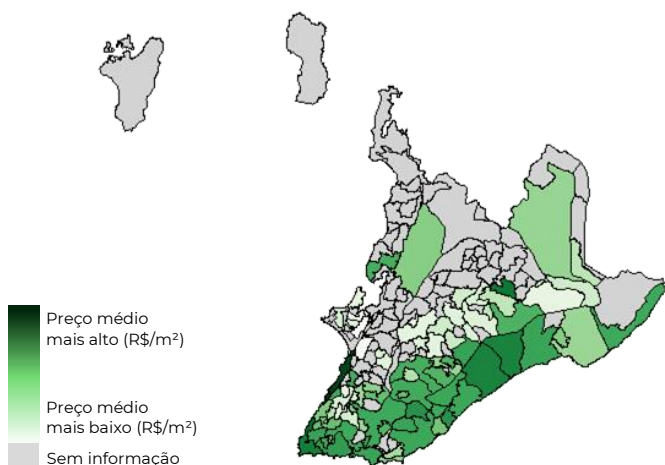 Preço médio
mais alto (R$/m²)
Preço médio
mais baixo (R$/m²)
Sem informação